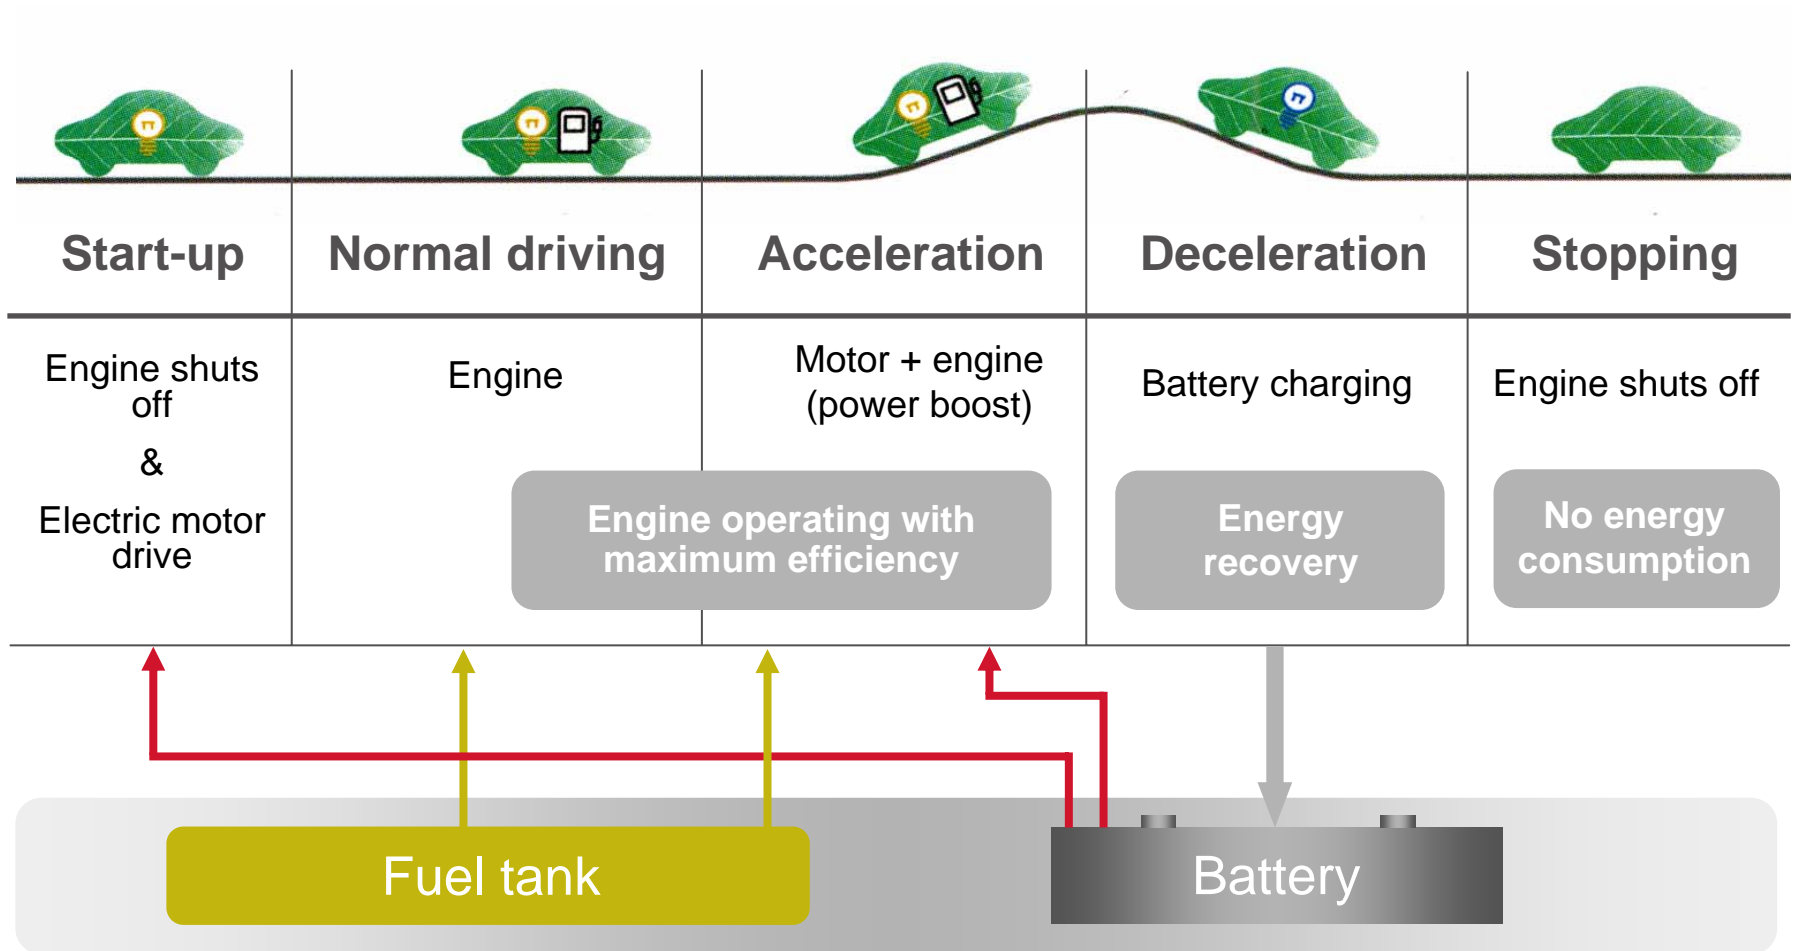 Start-up
Normal driving
Acceleration
Deceleration
Stopping
Engine shuts
off
&
Electric motor
drive
Engine
Motor + engine
(power boost)
Battery charging
Engine shuts off
Engine operating with
maximum efficiency
Energy
recovery
No energy
consumption
Fuel tank
Battery